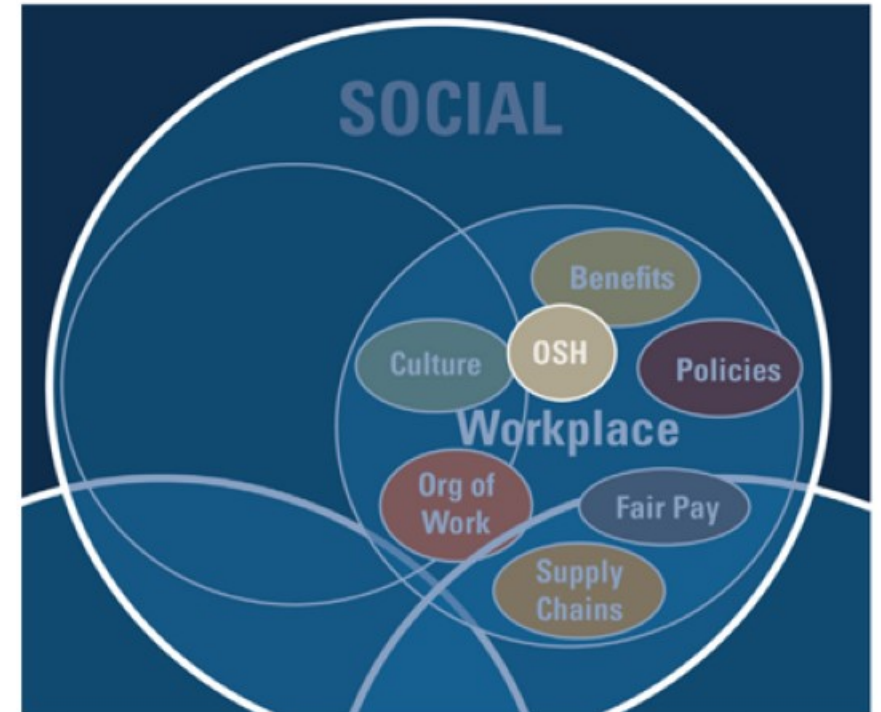 SOCIAL
Benefits
OSH
Culture
Policies
Workplace
Org of
Work
Fair Pay
Supply
Chains